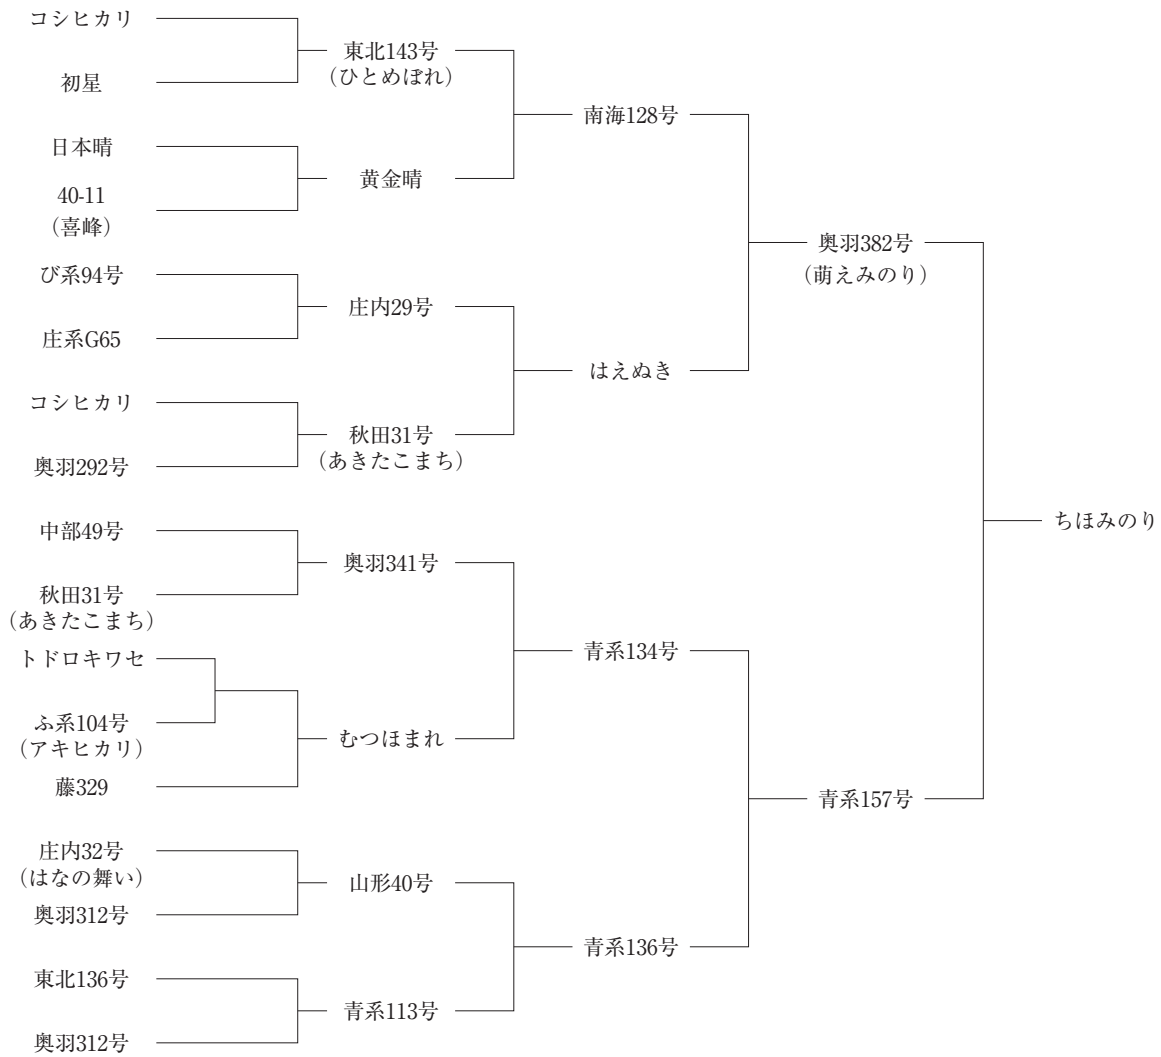 コシヒカリ
初星
日本晴
40-11
（喜峰）
び系94号
庄系G65
コシヒカリ
奥羽292号
中部49号
秋田31号
（あきたこまち）
トドロキワセ
ふ系104号
（アキヒカリ）
藤329
庄内32号
（はなの舞い）
奥羽312号
東北136号
奥羽312号
東北143号
（ひとめぼれ）
黄金晴
庄内29号
秋田31号
（あきたこまち）
奥羽341号
むつほまれ
山形40号
青系113号
南海128号
はえぬき
青系134号
青系136号
奥羽382号
（萌えみのり）
青系157号
ちほみのり